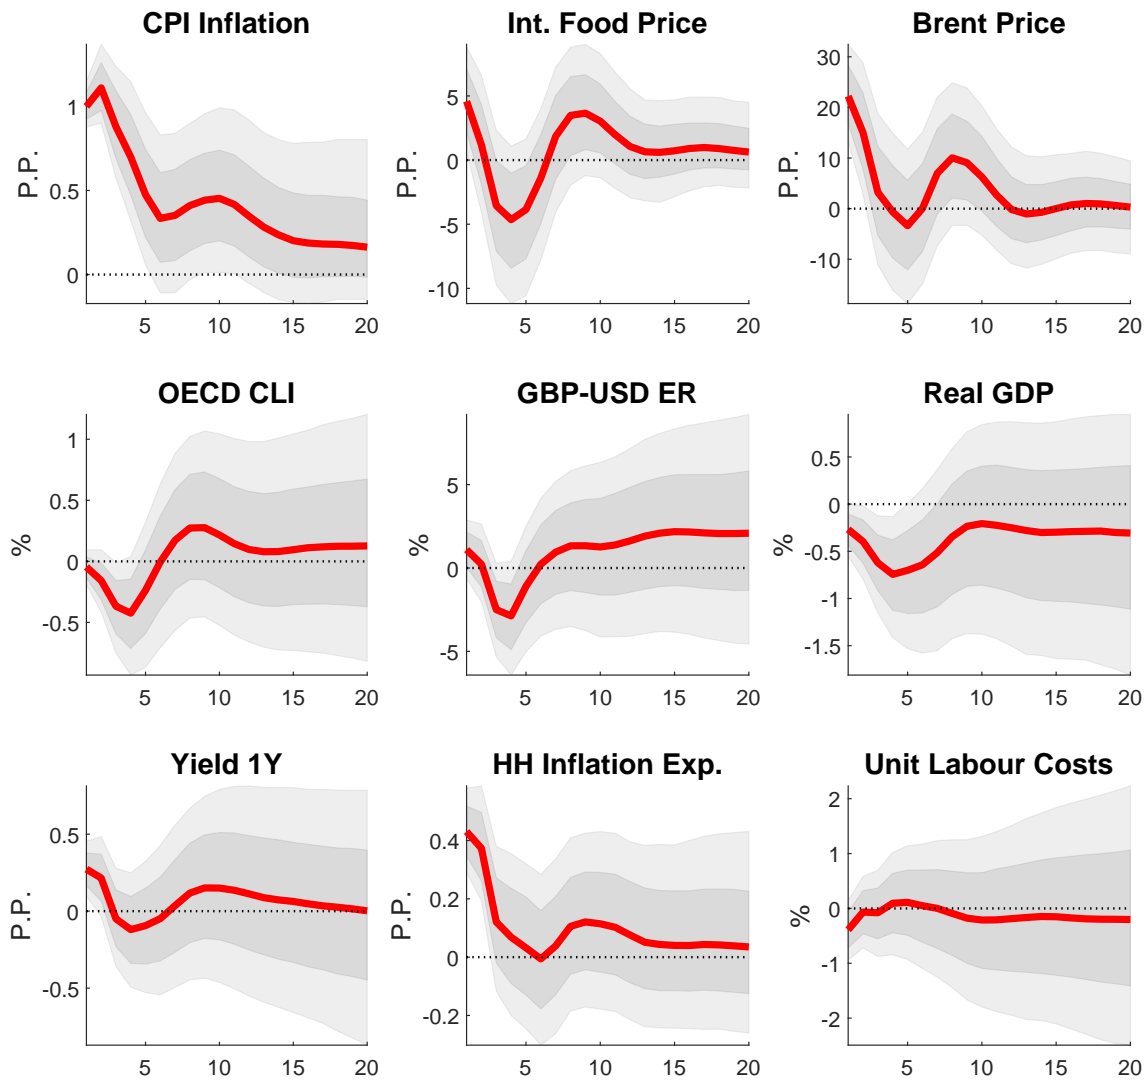 CPI Inflation
Int. Food Price
Brent Price
P.P.
1
0.5
0
5 10 15 20
P.P.
5
0
-5
-10
5 10 15 20
P.P.
30
20
10
0
-10
5 10 15 20
OECD CLI
GBP-USD ER
Real GDP
%
1
0.5
0
-0.5
5 10 15 20
%
5
0
-5
5 10 15 20
0.5
0
-0.5
-1
-1.5
5 10 15 20
Yield 1Y
HH Inflation Exp.
Unit Labour Costs
P.P.
0.5
0
-0.5
5 10 15 20
P.P.
0.4
0.2
0
-0.2
5 10 15 20
%
2
1
0
-1
-2
5 10 15 20